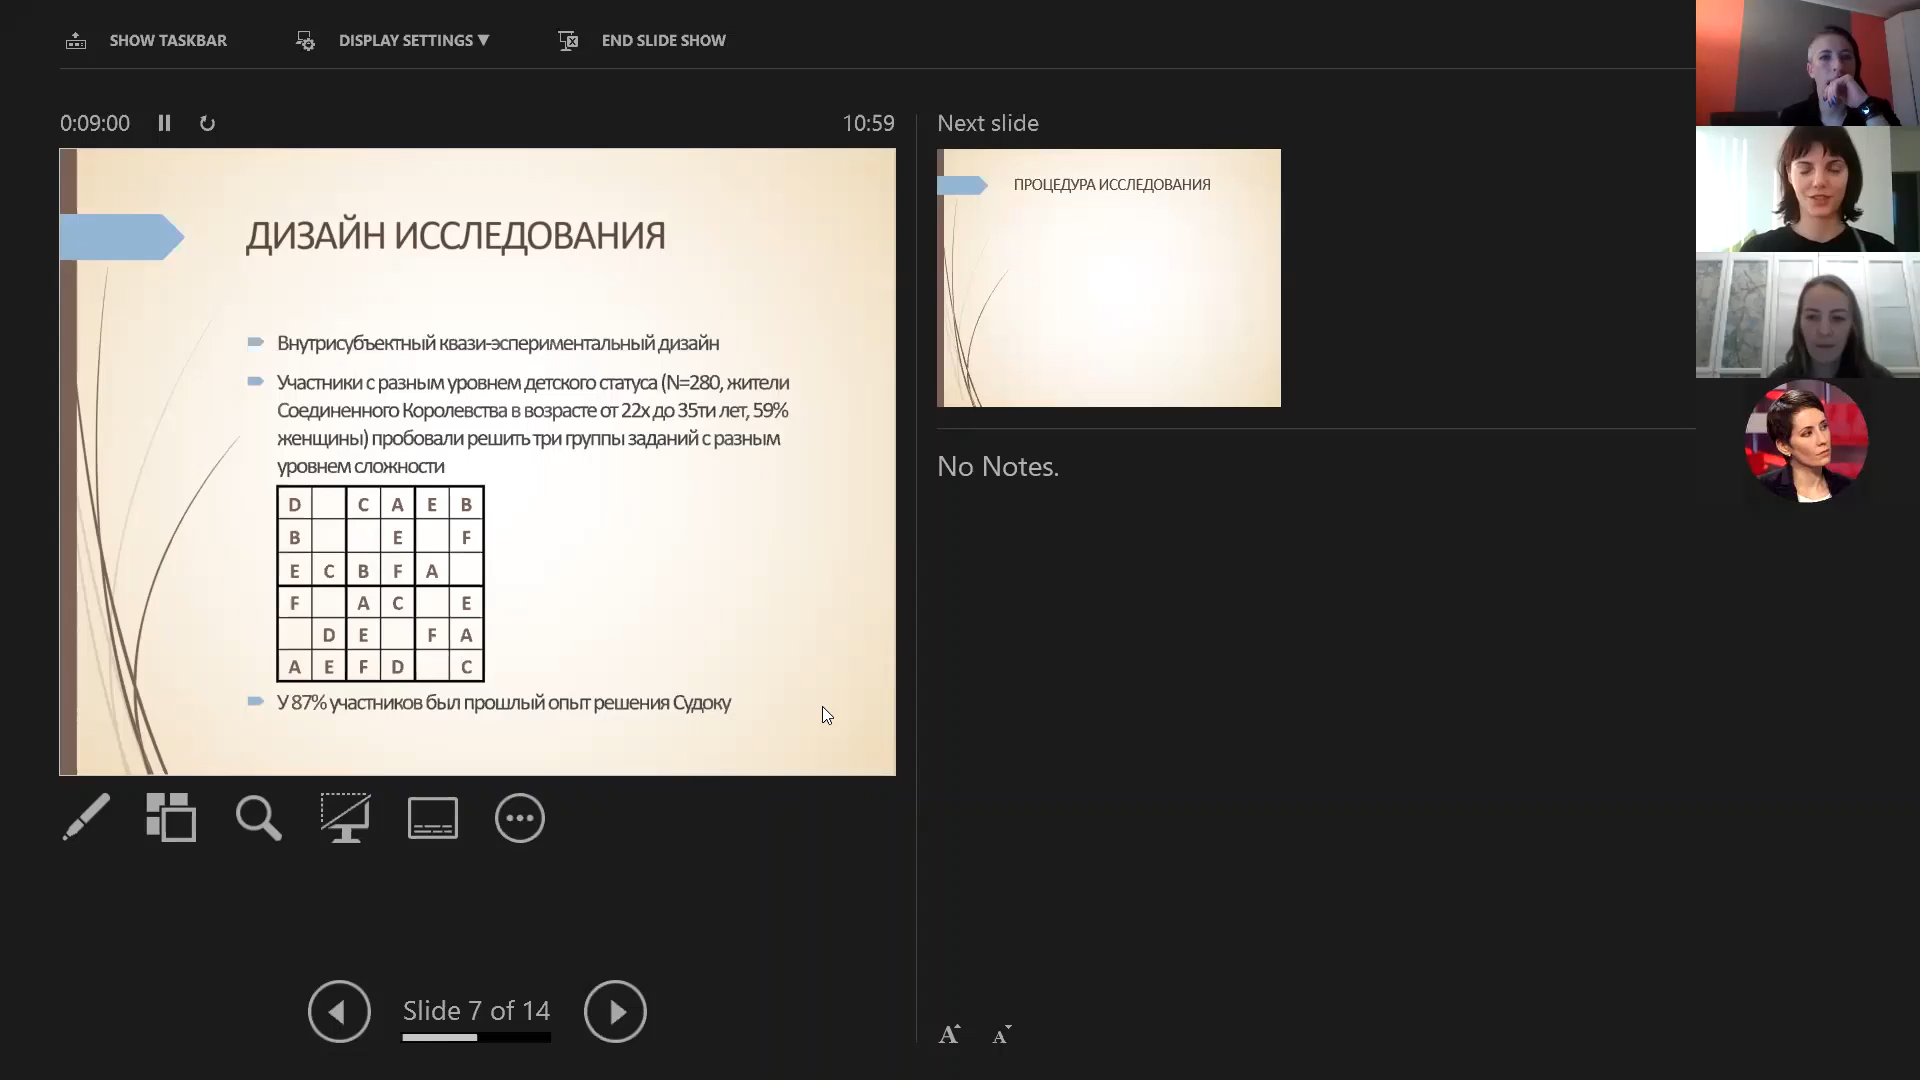 SHOW TASKBAR
DISPLAY SETTINGS ▼
END SLIDE SHOW
0:09:00
10:59
Next slide
ДИЗАЙН ИССЛЕДОВАНИЯ
Внутрисубъектный квази-эспериментальный дизайн
Участники с разным уровнем детского статуса (N=280, жители
Соединенного Королевства в возрасте от 22х до 35ти лет, 59%
женщины) пробовали решить три группы заданий с разным
уровнем сложности
D C A E B
B E F
E C B F A
F A C E
D E F A
A E F D C
У 87% участников был прошлый опыт решения Судоку
ПРОЦЕДУРА ИССЛЕДОВАНИЯ
No Notes.
Slide 7 of 14
A A